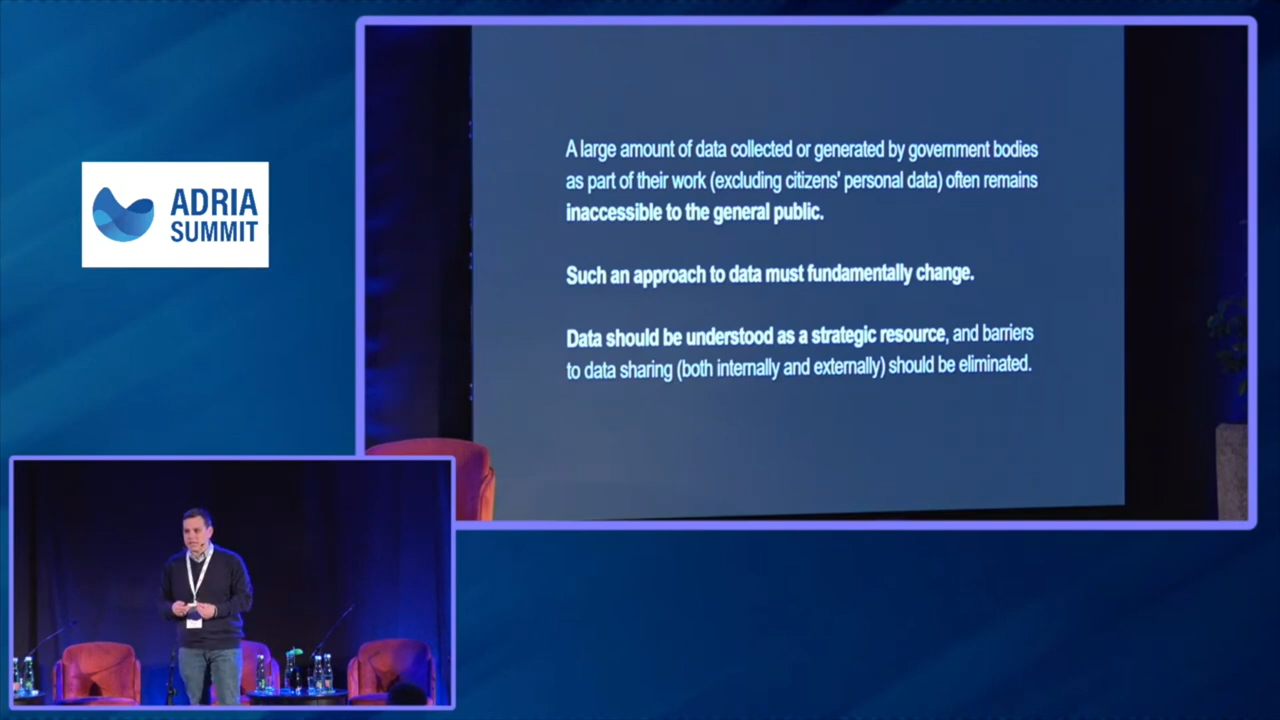 ADRIA
SUMMIT
A large amount of data collected or generated by government bodies
as part of their work (excluding citizens' personal data) often remains
inaccessible to the general public.
Such an approach to data must fundamentally change.
Data should be understood as a strategic resource, and barriers
to data sharing (both internally and externally) should be eliminated.